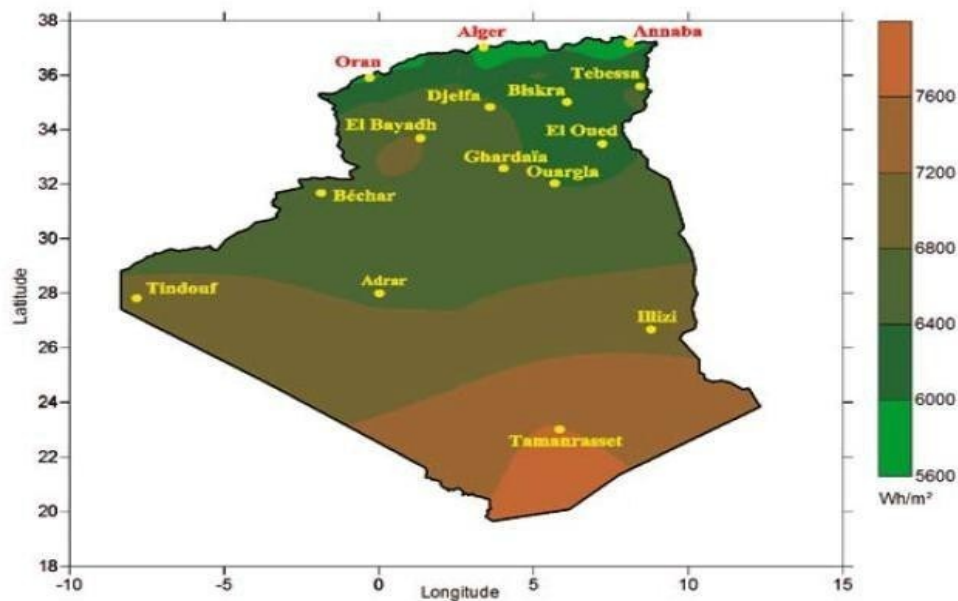 38
36
34
32
30
28
26
24
22
20
18
Latitude
-10
-5
0
5
10
15
Longitude
Alger
Annaba
Oran
Tebessa
Biskra
Djelfa
El Bayadh
El Oued
Ghardaïa
Ouargla
Béchar
Adrar
Tindouf
Illizi
Tamanrasset
7600
7200
6800
6400
6000
5600
Wh/m²